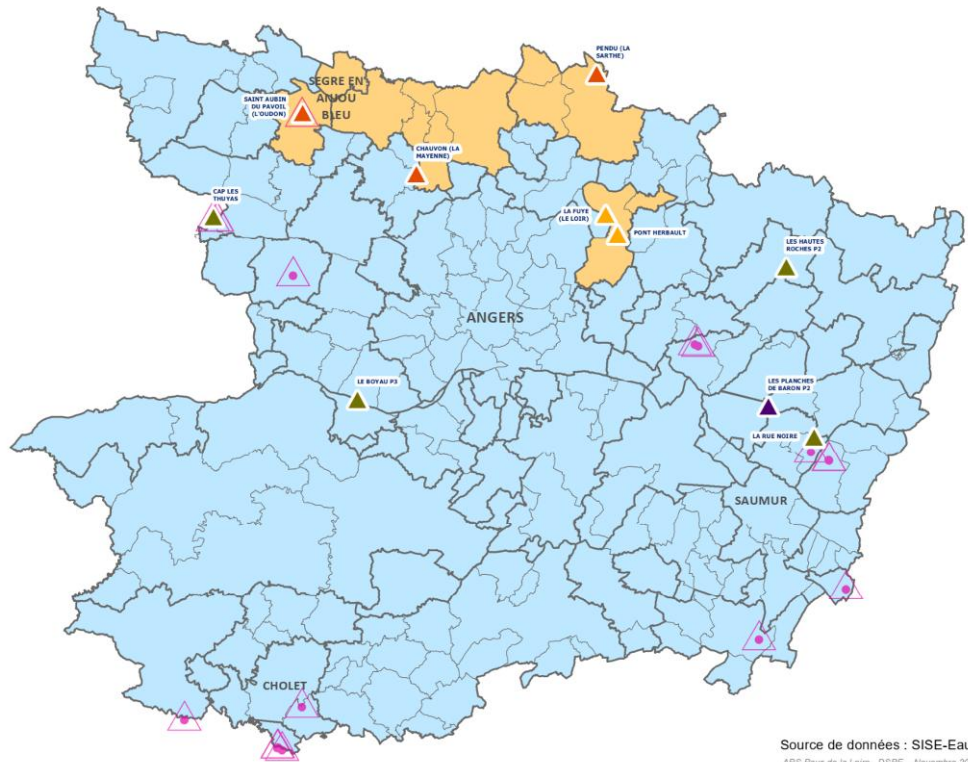 PENDU (LA
SARTHE)
SEGRE EN
ANJOU
BLEU
SAINT AUBIN
DU PAVOIL
(L'OUDON)
CHAUVON (LA
MAYENNE)
CAP LES
THUYAS
LA FUYE
(LE LOIR)
PONT HERBAULT
LES HAUTES
ROCHES P2
ANGERS
LE BOYAU P3
LES PLANCHES
DE BARON P2
LA RUE NOIRE
SAUMUR
CHOLET
Source de données : SISE-Eau